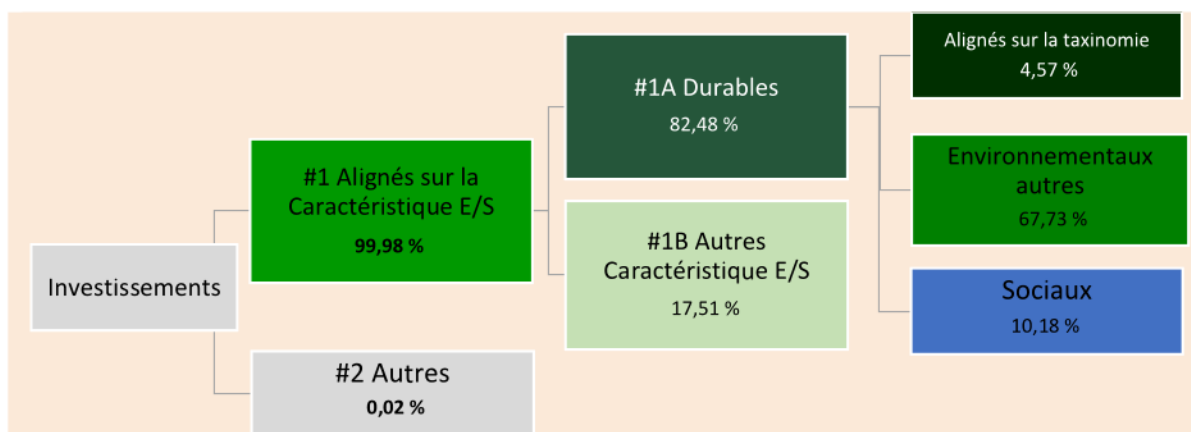 Investissements
#1 Alignés sur la
Caractéristique E/S
99,98 %
#2 Autres
0,02 %
#1A Durables
82,48 %
#1B Autres
Caractéristique E/S
17,51 %
Alignés sur la taxinomie
4,57 %
Environnementaux
autres
67,73 %
Sociaux
10,18 %